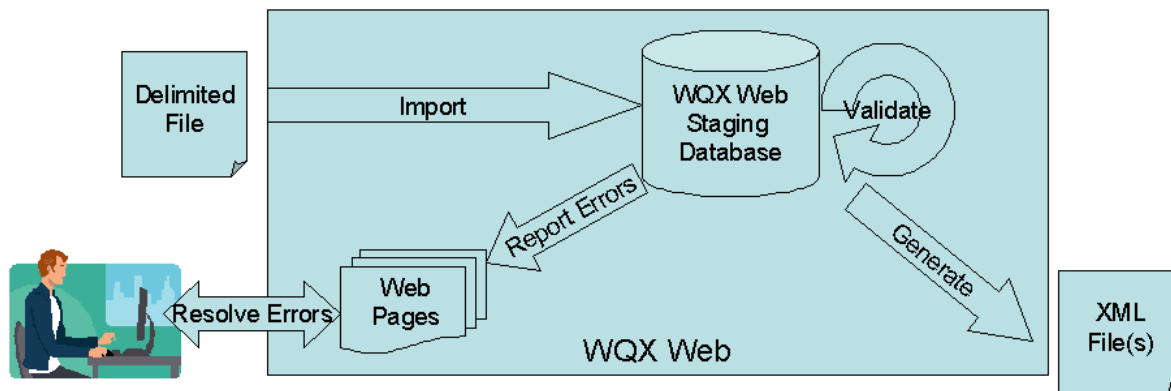 Delimited
File
Import
WQX Web
Staging
Database
Validate
Report Errors
Generate
Resolve Errors
Web
Pages
WQX Web
XML
File(s)